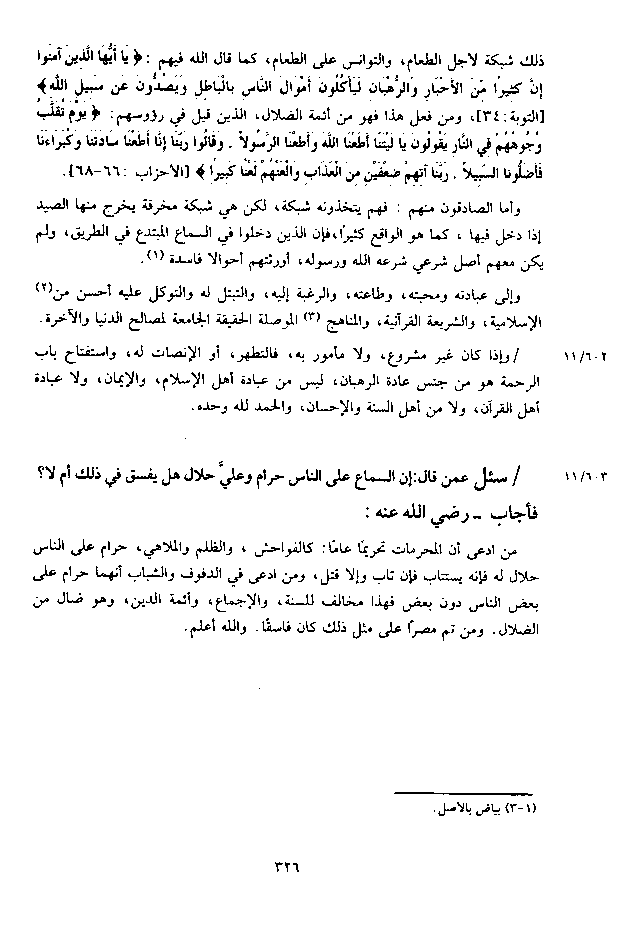 ذلك شبكة لأجل الطعام، والتوانس على الطعام، كما قال الله فيهم :﴿ يَا أَيُّهَا الَّذِينَ آمَنُوا
إِنَّ كَثِيرًا مِّنَ الأَحْبَارِ وَالرُّهْبَانِ لَيَأْكُلُونَ أَمْوَالَ النَّاسِ بِالْبَاطِلِ وَيَصُدُّونَ عَن سَبِيلِ اللَّهِ﴾
[التوبة:٣٤]، ومن فعل هذا فهو من أئمة الضلال، الذين قيل في رؤوسهم: ﴿ يَوْمَ تُقَلَّبُ
وُجُوهُهُمْ فِي النَّارِ يَقُولُونَ يَا لَيْتَنَا أَطَعْنَا اللَّهَ وَأَطَعْنَا الرَّسُولاْ . وَقَالُوا رَبَّنَا إِنَّا أَطَعْنَا سَادَتَنَا وَكُبَرَاءَنَا
فَأَضَلُّونَا السَّبِيلاْ . رَبَّنَا آتِهِمْ ضِعْفَيْنِ مِنَ الْعَذَابِ وَالْعَنْهُمْ لَعْنًا كَبِيرًا ﴾ [الأحزاب :٦٦-٦٨].
وأما الصادقون منهم : فهم يتخذونه شبكة، لكن هي شبكة مخرقة يخرج منها الصيد
إذا دخل فيها ، كما هو الواقع كثيرًا، فإن الذين دخلوا في السماع المبتدع في الطريق، ولم
يكن معهم أصل شرعي شرعه الله ورسوله، أورثتهم أحوالا فاسدة (١).
وإلى عبادته ومحبته، وطاعته، والرغبة إليه، والتبتل له والتوكل عليه أحسن من(٢)
الإسلامية، والشريعة القرآنية، والمناهج (٣) الموصلة الحقيقة الجامعة لمصالح الدنيا والآخرة.
١١/٦٠٢ / وإذا كان غير مشروع، ولا مأمور به، فالتطهر، أو الإنصات له، واستفتاح باب
الرحمة هو من جنس عادة الرهبان، ليس من عبادة أهل الإسلام، والإيمان، ولا عبادة
أهل القرآن، ولا من أهل السنة والإحسان، والحمد لله وحده.
١١/٦٠٣ / سئل عمن قال:إن السماع على الناس حرام وعليَّ حلال هل يفسق في ذلك أم لا؟
فأجاب ـ رضي الله عنه :
من ادعى أن المحرمات تحريمًا عامًا: كالفواحش ، والظلم والملاهي، حرام على الناس
حلال له فإنه يستتاب فإن تاب وإلا قتل، ومن ادعى في الدفوف والشباب أنهما حرام على
بعض الناس دون بعض فهذا مخالف للسنة، والإجماع، وأئمة الدين، وهو ضال من
الضلال. ومن تم مصرًا على مثل ذلك كان فاسقًا. والله أعلم.
(١-٣) بياض بالأصل.
٣٢٦